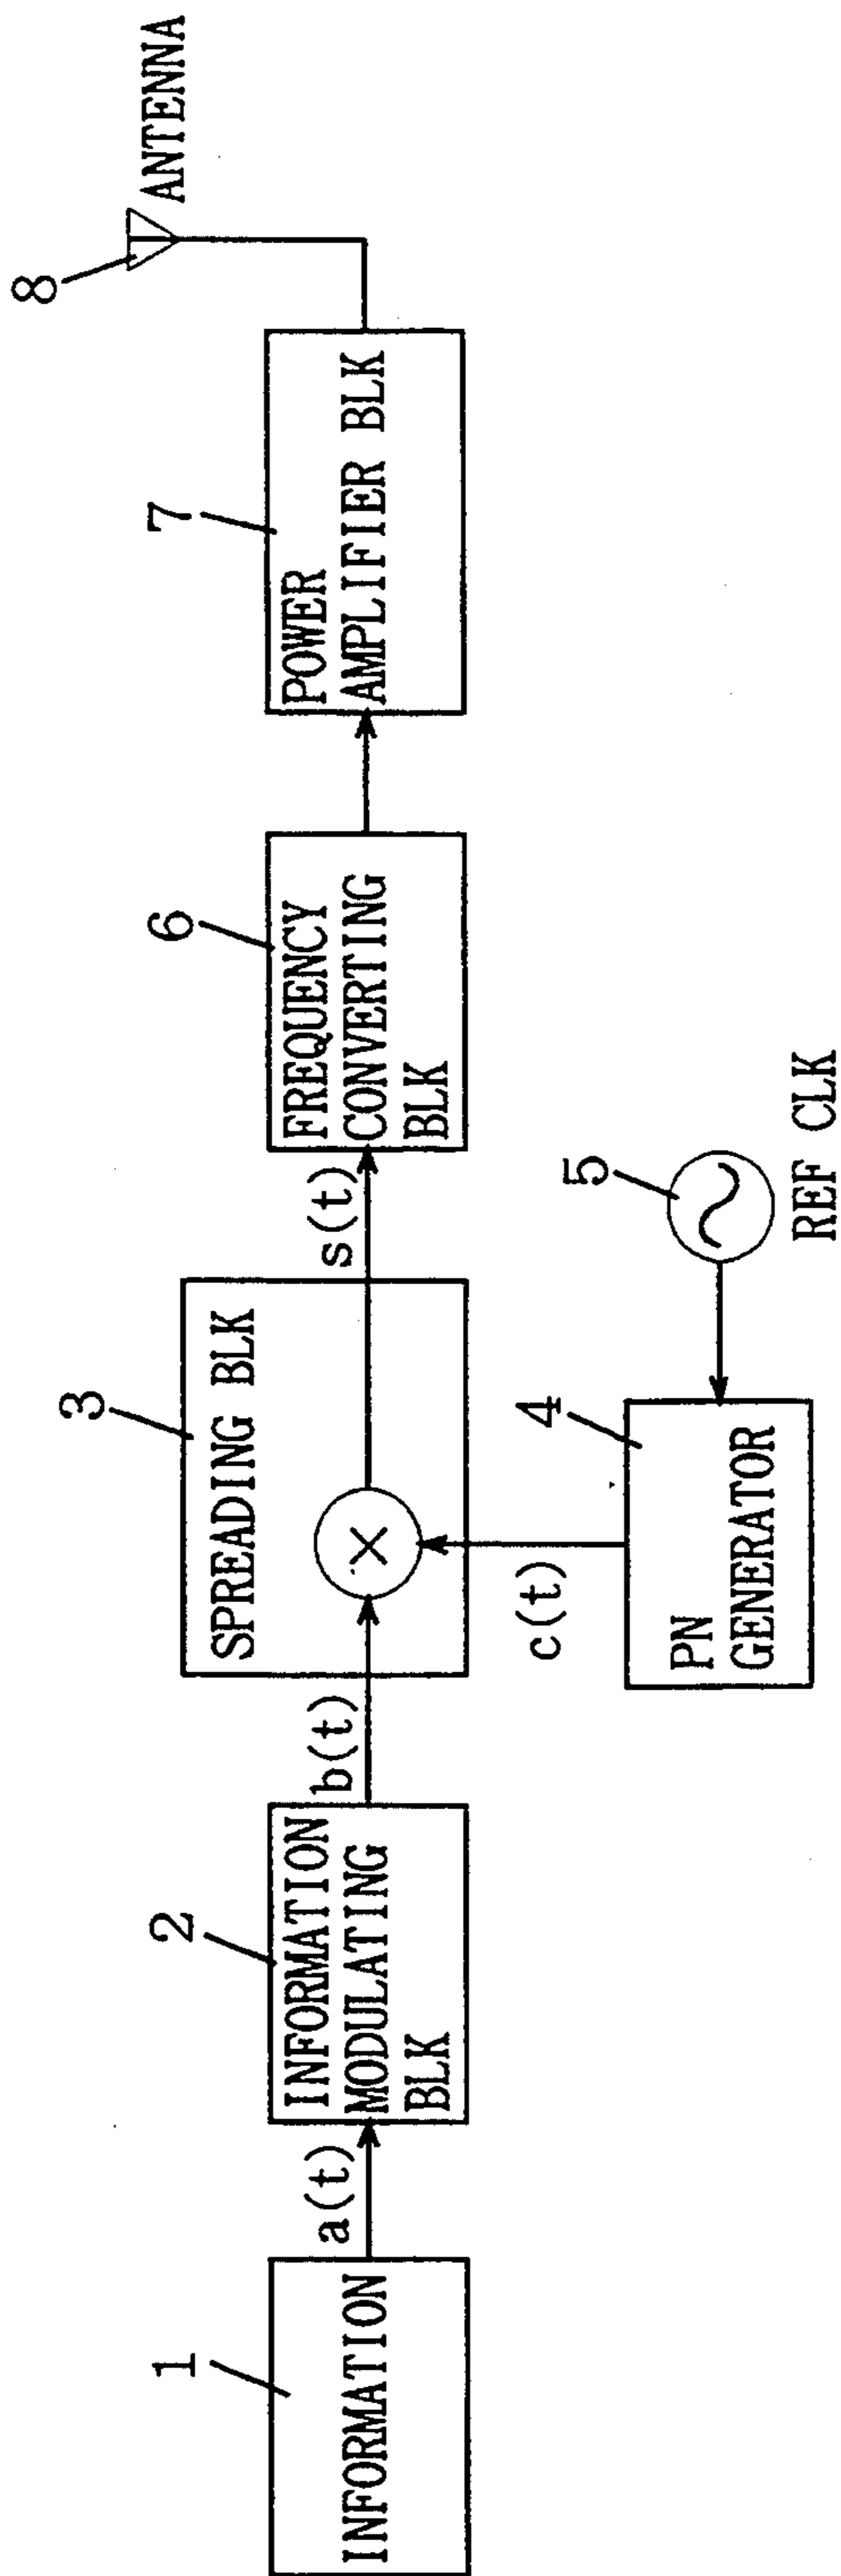 1
INFORMATION
a(t)
2
INFORMATION
MODULATING
BLK
b(t)
3
SPREADING BLK
×
c(t)
4
PN
GENERATOR
5
REF CLK
s(t)
6
FREQUENCY
CONVERTING
BLK
7
POWER
AMPLIFIER BLK
8
ANTENNA